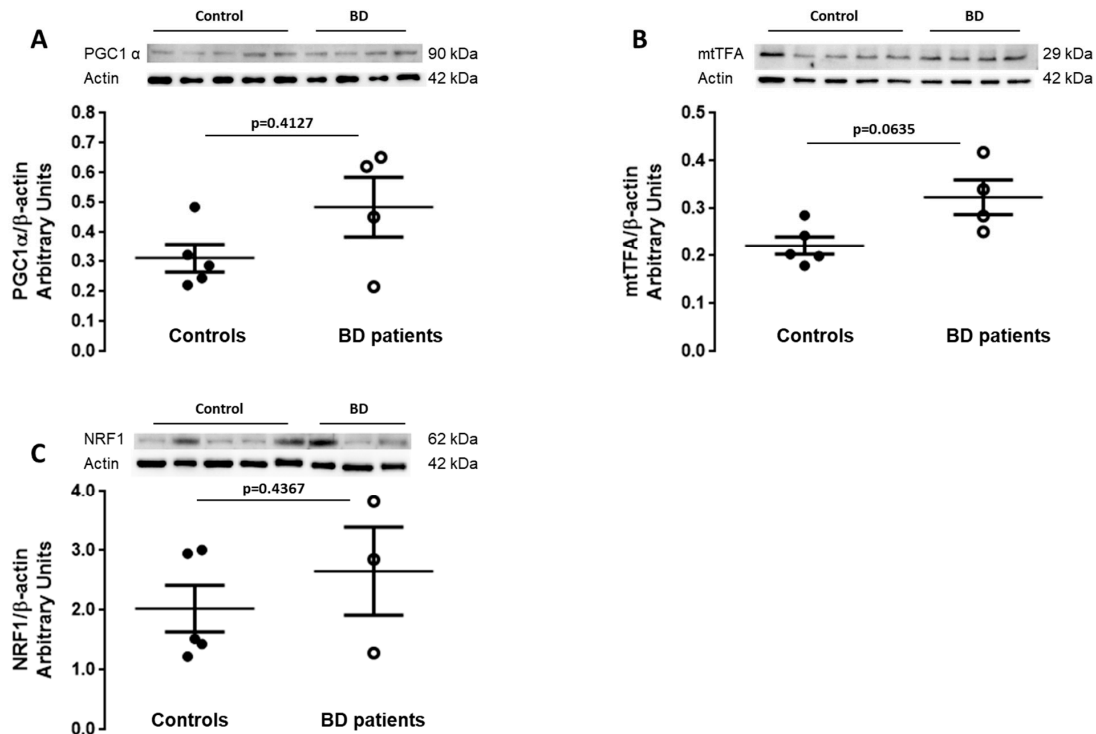 A
Control BD
PGC1 α 90 kDa
Actin 42 kDa
p=0.4127
PGC1α/β-actin
Arbitrary Units
0.8
0.7
0.6
0.5
0.4
0.3
0.2
0.1
0.0
Controls BD patients
B
Control BD
mtTFA 29 kDa
Actin 42 kDa
p=0.0635
mtTFA/β-actin
Arbitrary Units
0.5
0.4
0.3
0.2
0.1
0.0
Controls BD patients
C
Control BD
NRF1 62 kDa
Actin 42 kDa
p=0.4367
NRF1/β-actin
Arbitrary Units
4.0
3.0
2.0
1.0
0.0
Controls BD patients